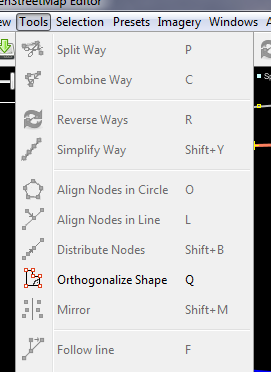 enStreetMap Editor
Tools Selection Presets Imagery Windows
Split Way P
Combine Way C
Reverse Ways R
Simplify Way Shift+Y
Align Nodes in Circle O
Align Nodes in Line L
Distribute Nodes Shift+B
Orthogonalize Shape Q
Mirror Shift+M
Follow line F